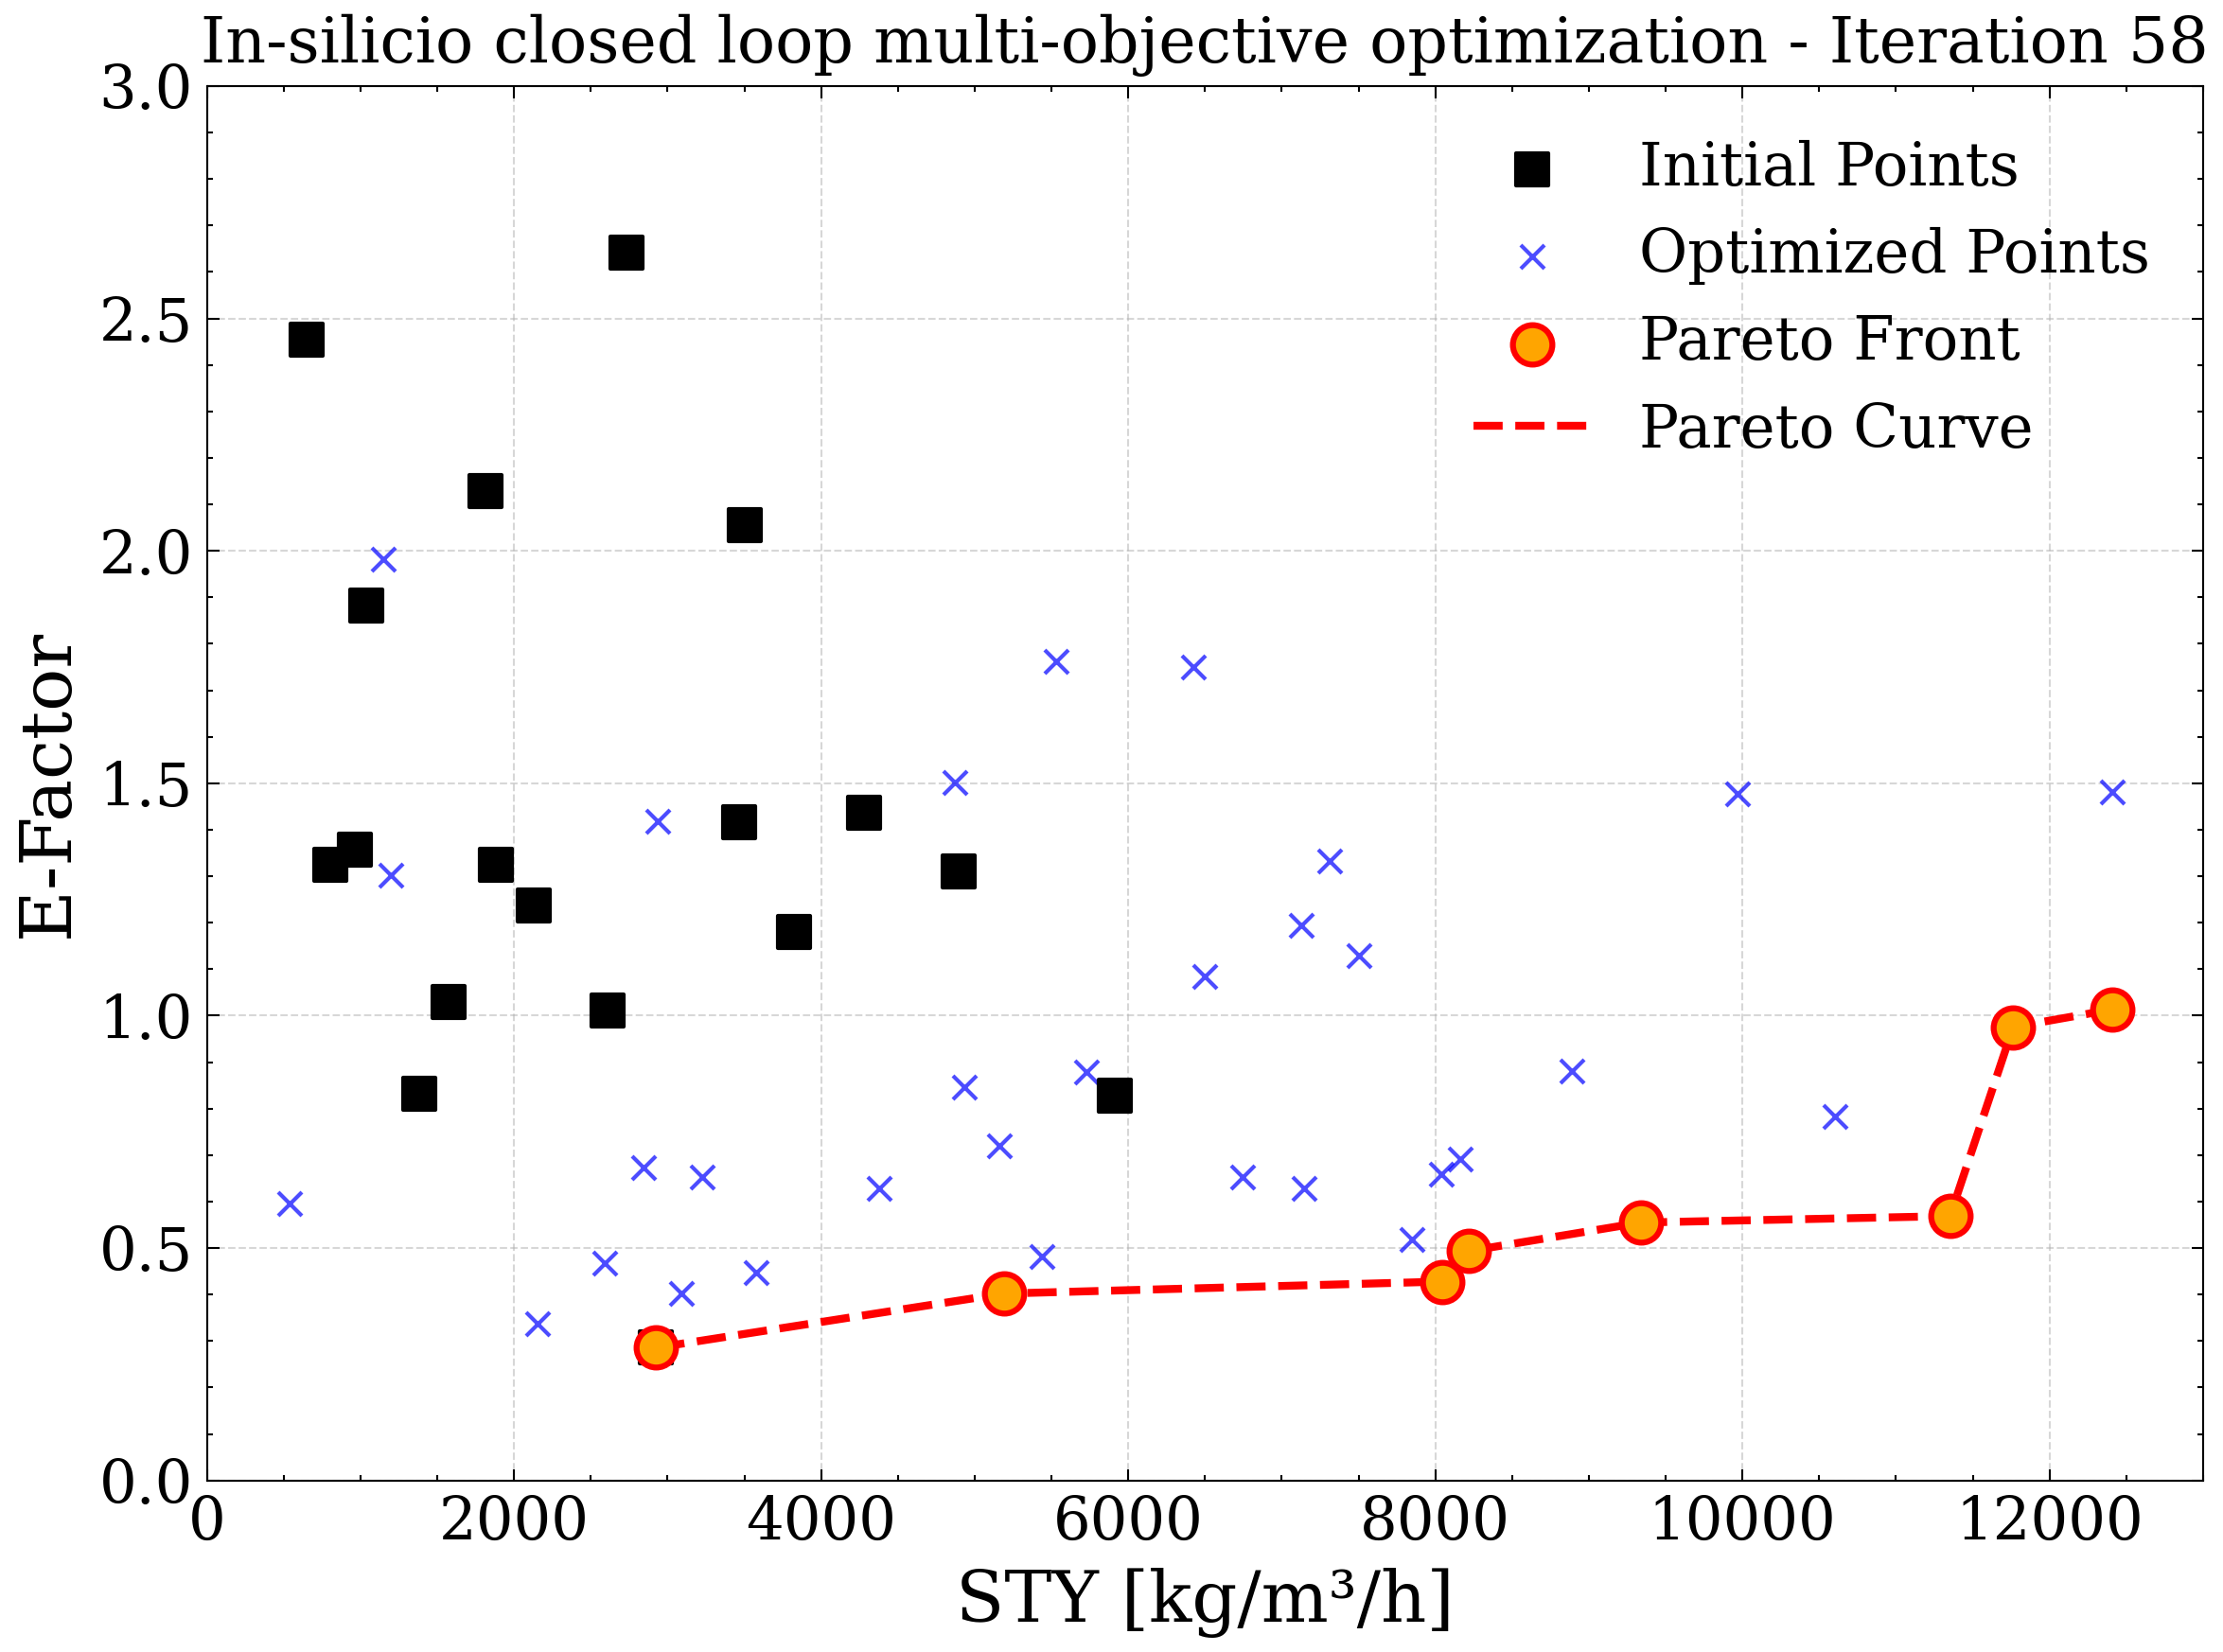 In-silicio closed loop multi-objective optimization - Iteration 58
3.0
2.5
2.0
1.5
1.0
0.5
0.0
E-Factor
Initial Points
Optimized Points
Pareto Front
Pareto Curve
0 2000 4000 6000 8000 10000 12000
STY [kg/m³/h]